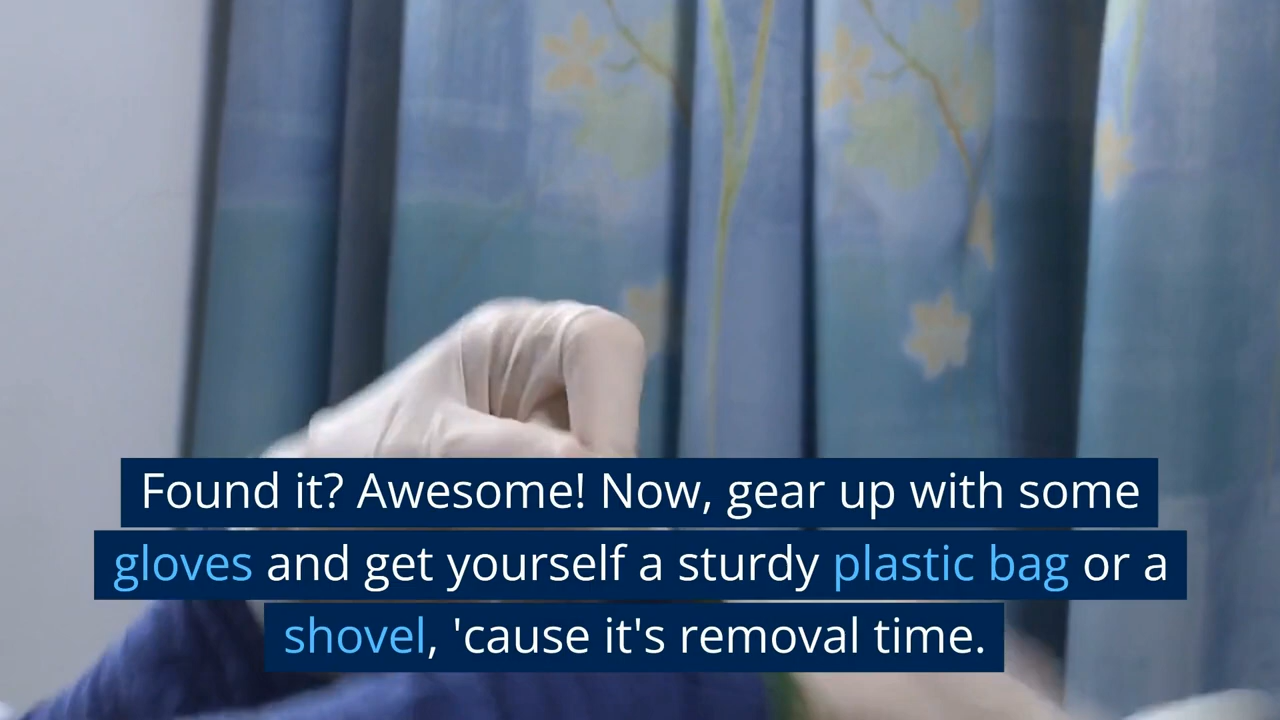 Found it? Awesome! Now, gear up with some
gloves and get yourself a sturdy plastic bag or a
shovel, 'cause it's removal time.